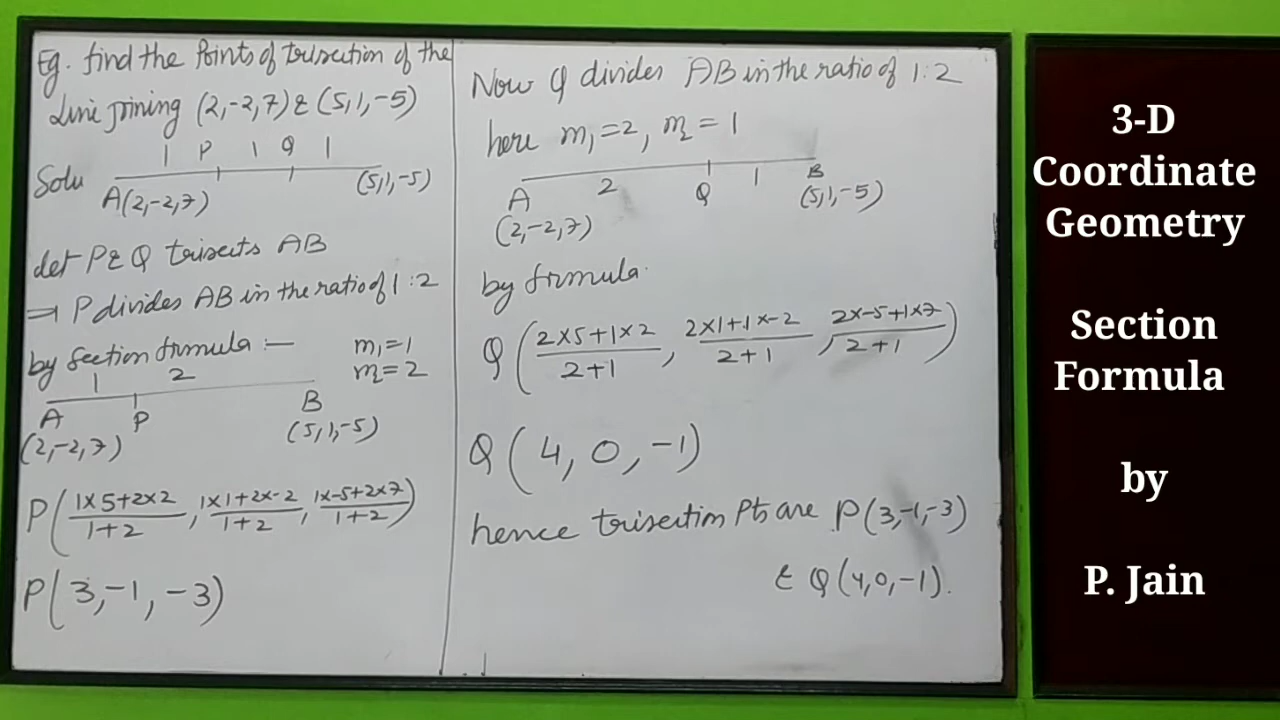 Eg. find the Points of trisection of the
Line joining (2,-2,7) & (5,1,-5)
1 P 1 Q 1
Solu
A(2,-2,7) (5,1,-5)
Let P & Q trisects AB
⇒ P divides AB in the ratio of 1:2
by section formula :— m₁=1
m₂=2
1 2
A P B
(2,-2,7) (5,1,-5)
P(1×5+2×2/1+2, 1×1+2×-2/1+2, 1×-5+2×7/1+2)
P(3,-1,-3)
Now Q divides AB in the ratio of 1:2
here m₁=2, m₂=1
A 2 Q 1 B
(2,-2,7) (5,1,-5)
by formula.
Q(2×5+1×2/2+1, 2×1+1×-2/2+1, 2×-5+1×7/2+1)
Q(4,0,-1)
hence trisection Pts are P(3,-1,-3)
& Q(4,0,-1).
3-D
Coordinate
Geometry
Section
Formula
by
P. Jain